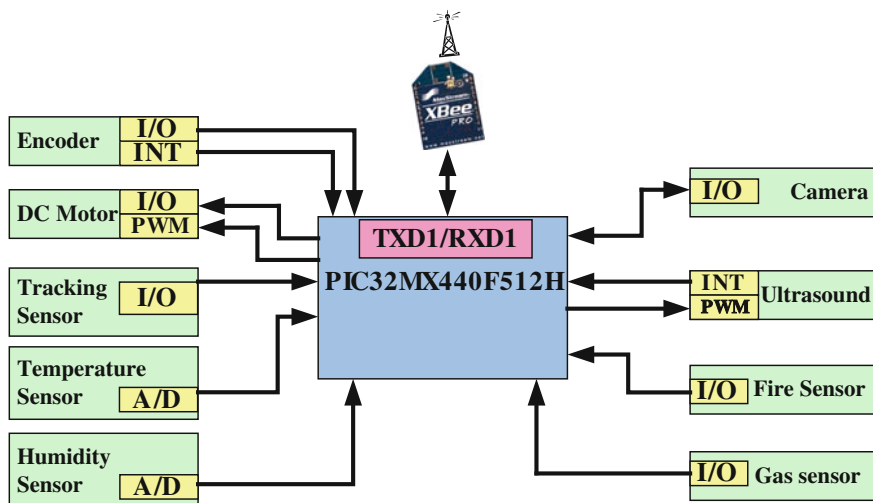 XBee
PRO
Encoder
I/O
INT
DC Motor
I/O
PWM
Tracking
Sensor
I/O
Temperature
Sensor
A/D
Humidity
Sensor
A/D
TXD1/RXD1
PIC32MX440F512H
I/O
Camera
INT
PWM
Ultrasound
I/O
Fire Sensor
I/O
Gas sensor